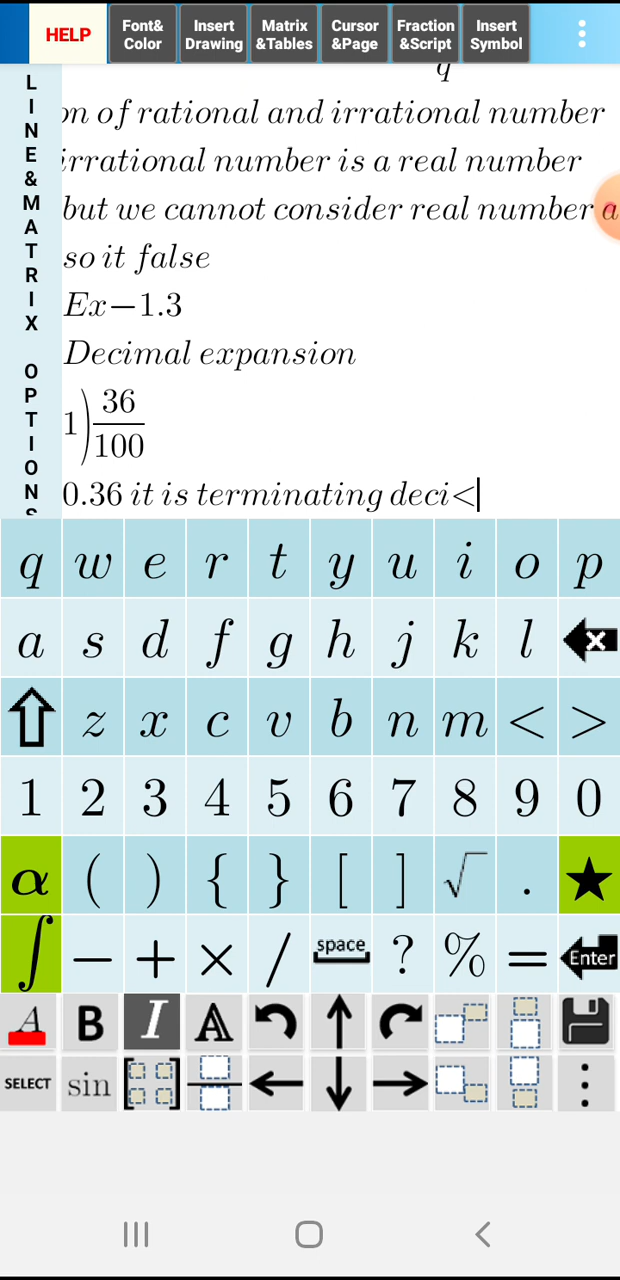 HELP
Font& Color
Insert Drawing
Matrix &Tables
Cursor &Page
Fraction &Script
Insert Symbol
LINE&MATRIX OPTIONS
q
on of rational and irrational number
irrational number is a real number
but we cannot consider real number a
so it false
Ex−1.3
Decimal expansion
1) 36/100
0.36 it is terminating deci<
q w e r t y u i o p
a s d f g h j k l
z x c v b n m < >
1 2 3 4 5 6 7 8 9 0
α ( ) { } [ ] √ . ★
∫ − + × / space ? % = Enter
A B I A
SELECT sin